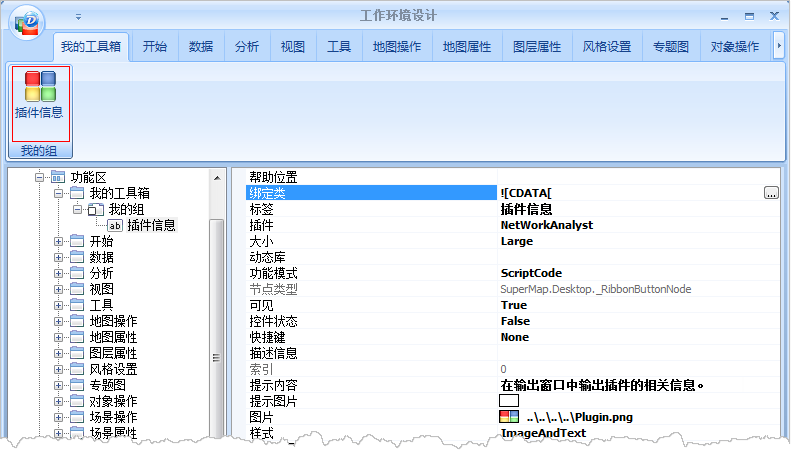 工作环境设计
我的工具箱 开始 数据 分析 视图 工具 地图操作 地图属性 图层属性 风格设置 专题图 对象操作
插件信息
我的组
功能区
我的工具箱
我的组
ab 插件信息
开始
数据
分析
视图
工具
地图操作
地图属性
图层属性
风格设置
专题图
对象操作
场景操作
场景属性
帮助位置
绑定类 ![CDATA[ ...
标签 插件信息
插件 NetWorkAnalyst
大小 Large
动态库
功能模式 ScriptCode
节点类型 SuperMap.Desktop._RibbonButtonNode
可见 True
控件状态 False
快捷键 None
描述信息
索引 0
提示内容 在输出窗口中输出插件的相关信息。
提示图片
图片 ..\..\..\..\Plugin.png
样式 ImageAndText